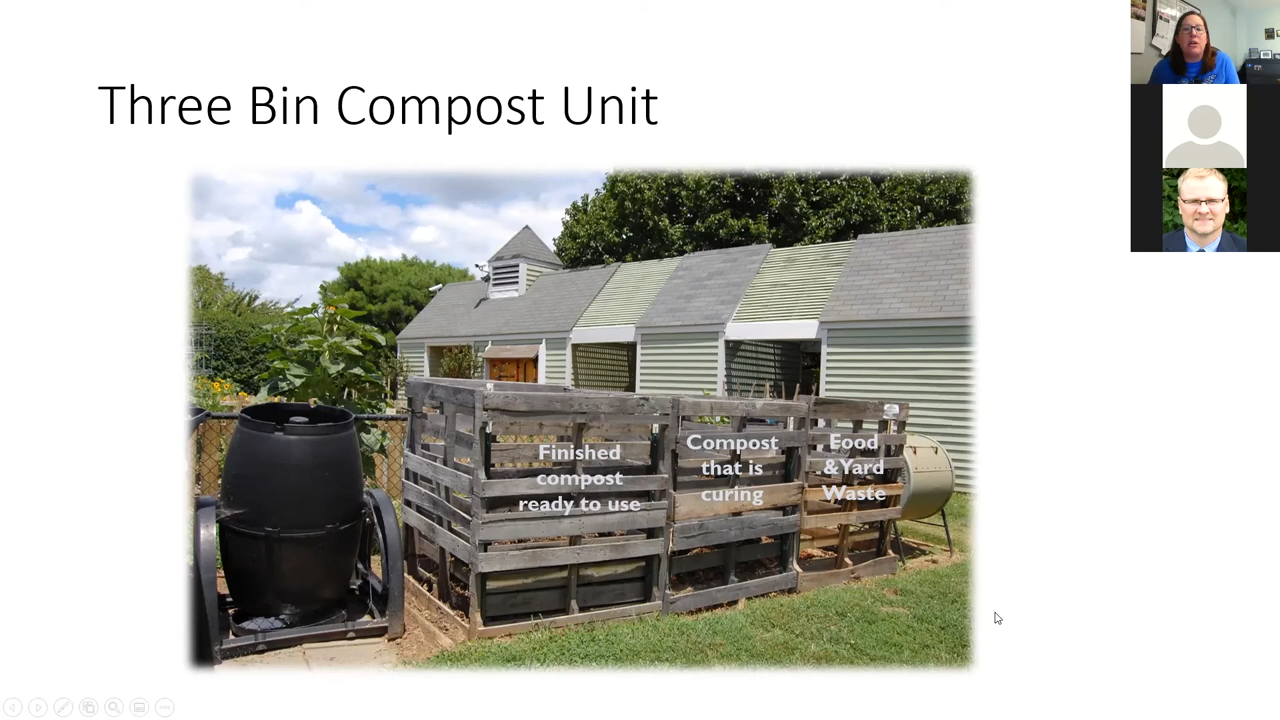 Three Bin Compost Unit
Finished
compost
ready to use
Compost
that is
curing
Food
&Yard
Waste